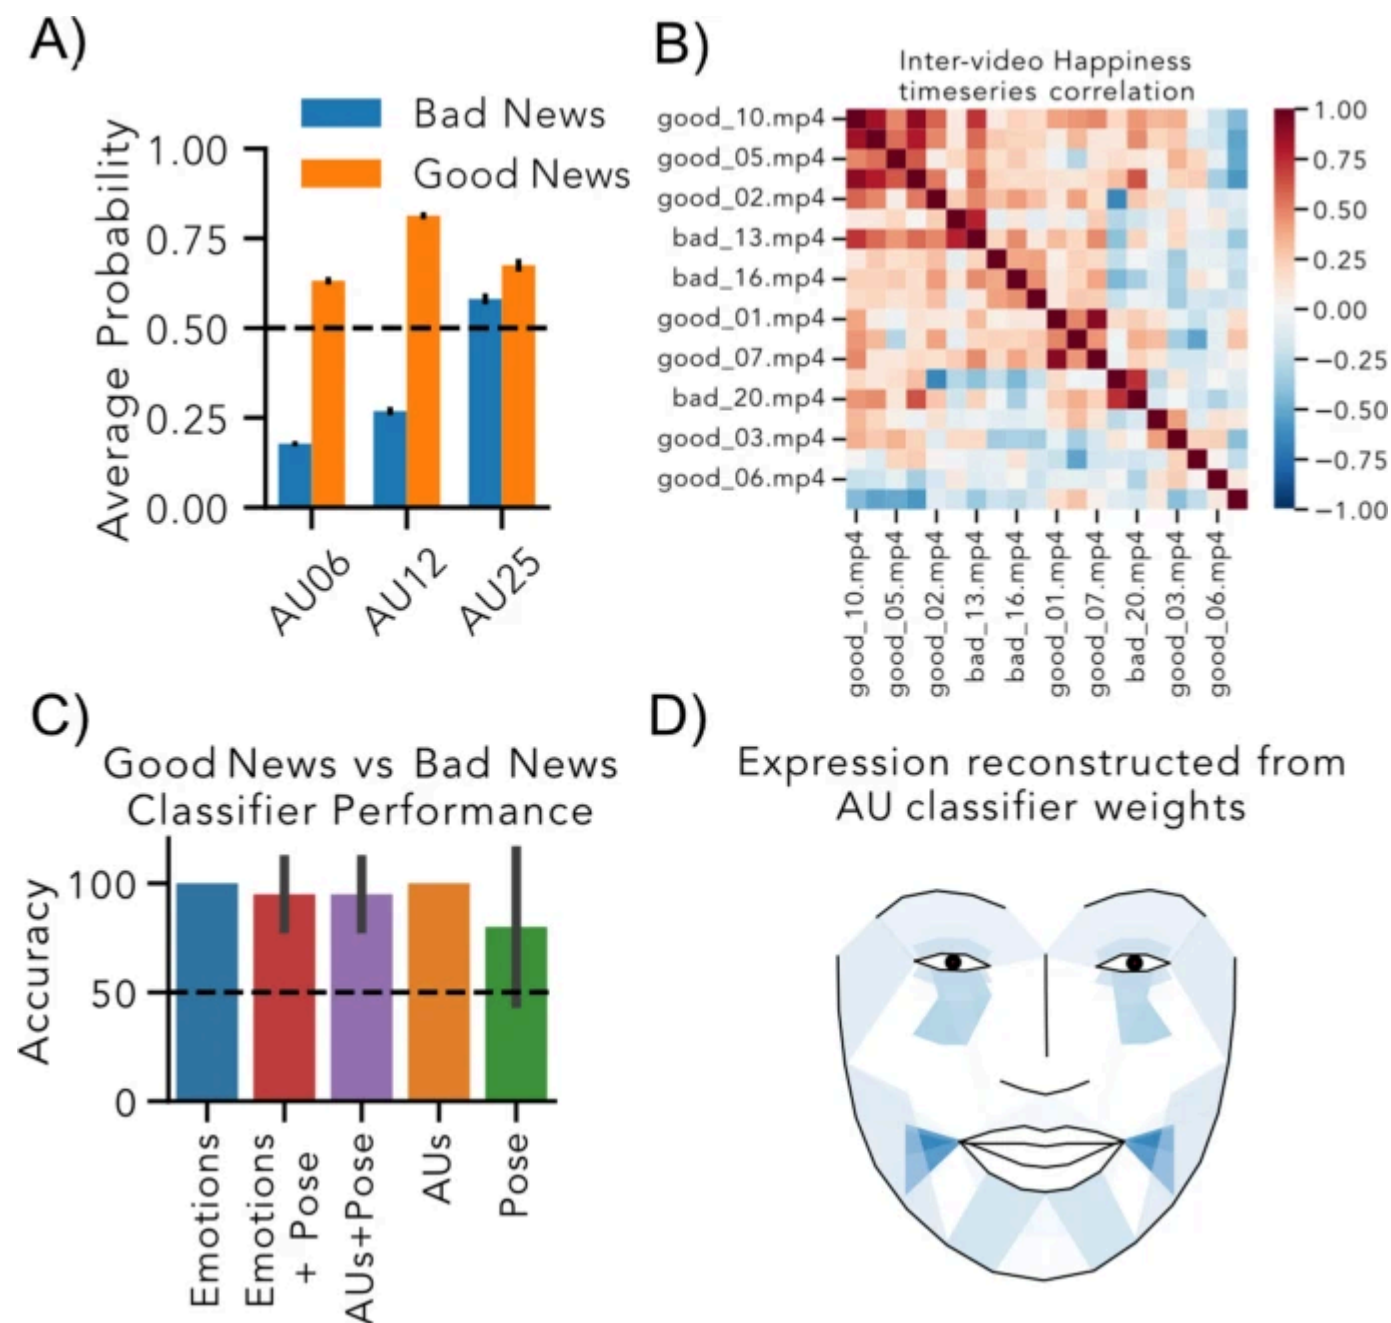 A)
Bad News
Good News
Average Probability
1.00
0.75
0.50
0.25
0.00
AU06
AU12
AU25
B)
Inter-video Happiness
timeseries correlation
good_10.mp4
good_05.mp4
good_02.mp4
bad_13.mp4
bad_16.mp4
good_01.mp4
good_07.mp4
bad_20.mp4
good_03.mp4
good_06.mp4
good_10.mp4
good_05.mp4
good_02.mp4
bad_13.mp4
bad_16.mp4
good_01.mp4
good_07.mp4
bad_20.mp4
good_03.mp4
good_06.mp4
1.00
0.75
0.50
0.25
0.00
−0.25
−0.50
−0.75
−1.00
C)
Good News vs Bad News
Classifier Performance
Accuracy
100
50
0
Emotions
Emotions
+ Pose
AUs+Pose
AUs
Pose
D)
Expression reconstructed from
AU classifier weights